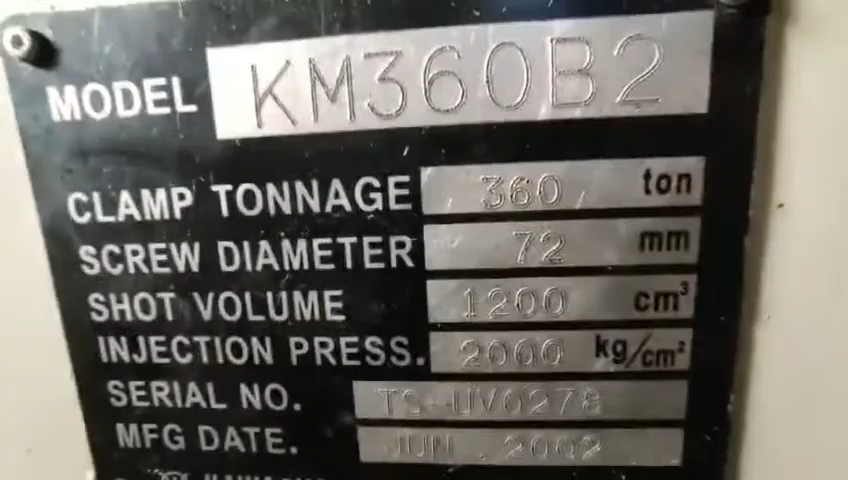 MODEL KM360B2
CLAMP TONNAGE 360 ton
SCREW DIAMETER 72 mm
SHOT VOLUME 1200 cm³
INJECTION PRESS. 2000 kg/cm²
SERIAL NO. TS-UV0278
MFG DATE. JUN . 2002